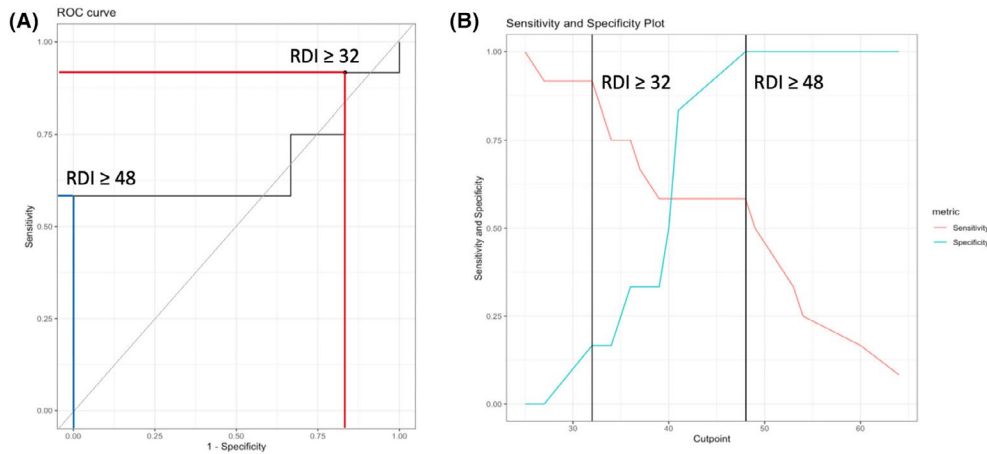 (A)
ROC curve
1.00
0.75
0.50
0.25
0.00
Sensitivity
RDI ≥ 32
RDI ≥ 48
0.00 0.25 0.50 0.75 1.00
1 - Specificity
(B)
Sensitivity and Specificity Plot
1.00
0.75
0.50
0.25
0.00
Sensitivity and Specificity
RDI ≥ 32
RDI ≥ 48
30 40 50 60
Cutpoint
metric
Sensitivity
Specificity